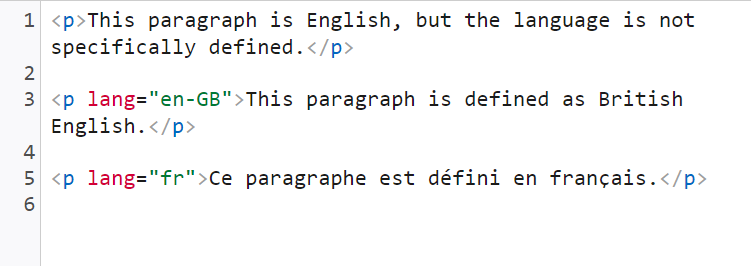 1 <p>This paragraph is English, but the language is not
specifically defined.</p>
2
3 <p lang="en-GB">This paragraph is defined as British
English.</p>
4
5 <p lang="fr">Ce paragraphe est défini en français.</p>
6